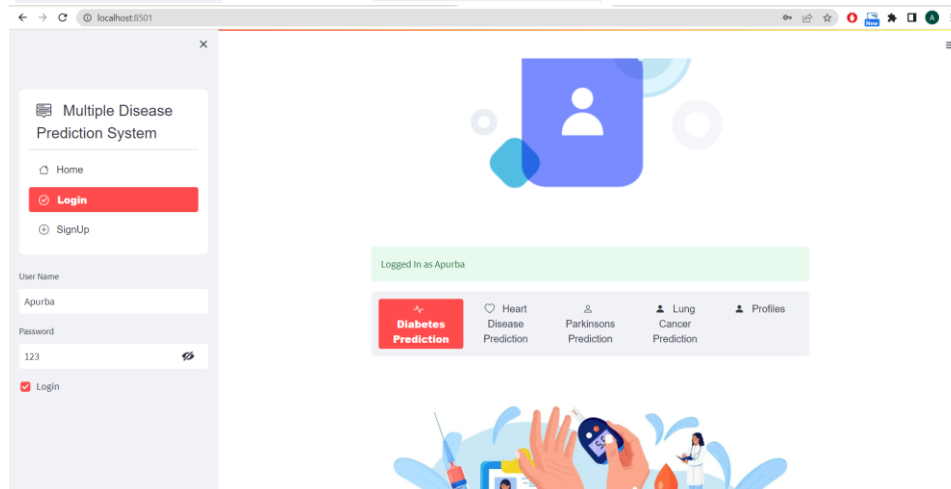 localhost:8501
New
A
Multiple Disease
Prediction System
Home
Login
SignUp
User Name
Apurba
Password
123
Login
Logged In as Apurba
Diabetes
Prediction
Heart
Disease
Prediction
Parkinsons
Prediction
Lung
Cancer
Prediction
Profiles